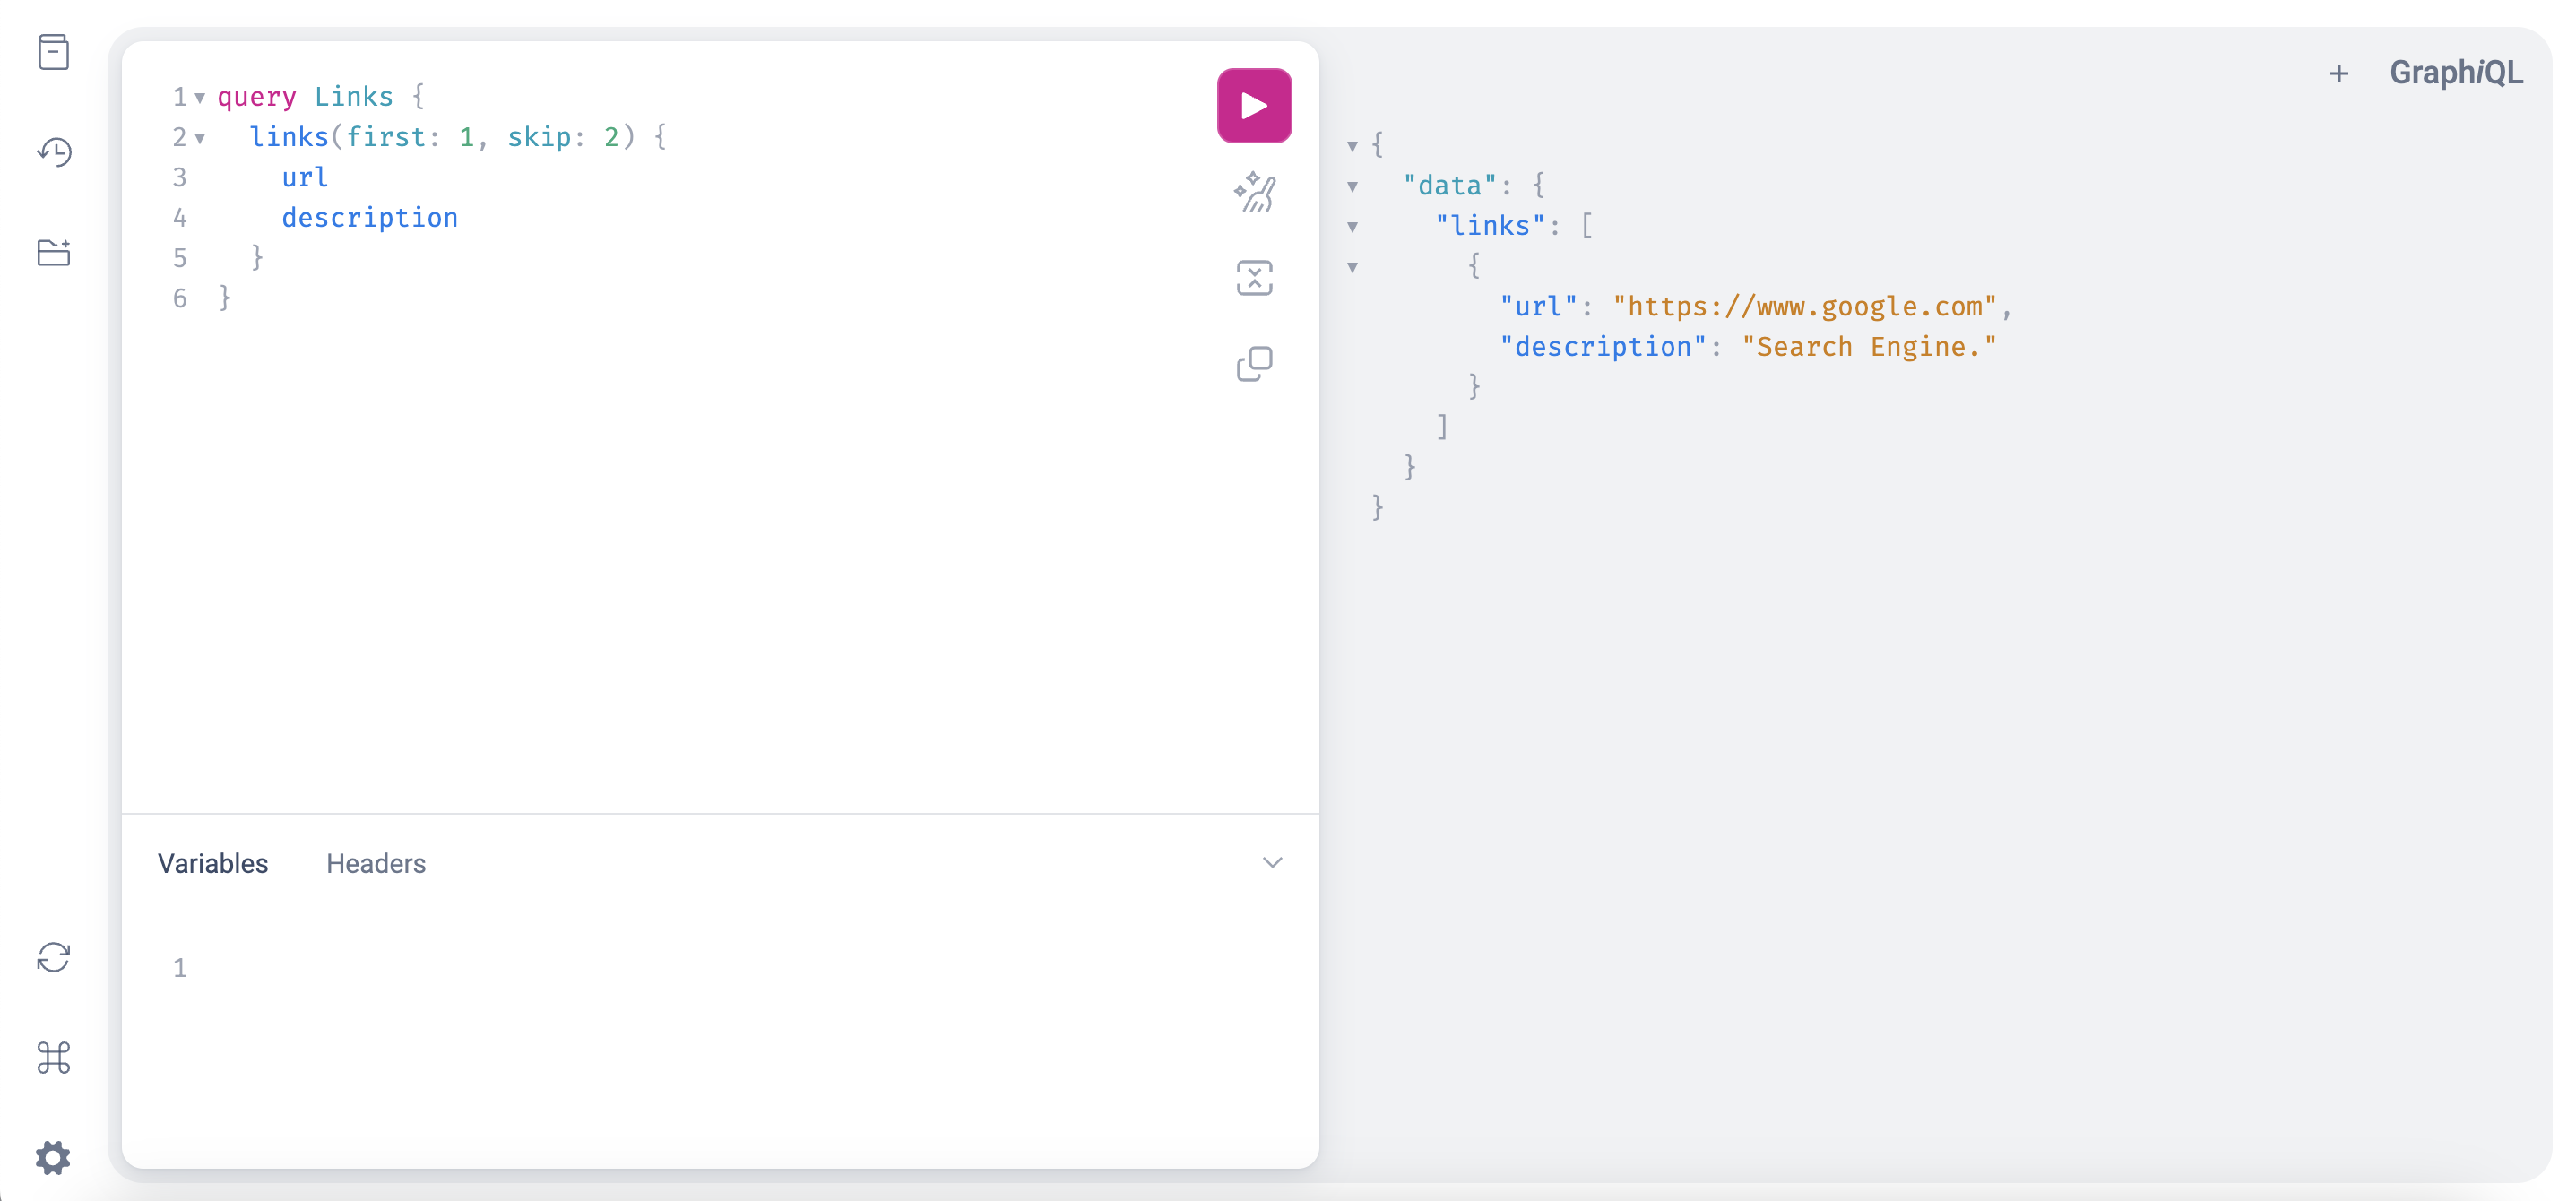 1 query Links {
2   links(first: 1, skip: 2) {
3     url
4     description
5   }
6 }
Variables Headers
1
+ GraphiQL
{
  "data": {
    "links": [
      {
        "url": "https://www.google.com",
        "description": "Search Engine."
      }
    ]
  }
}